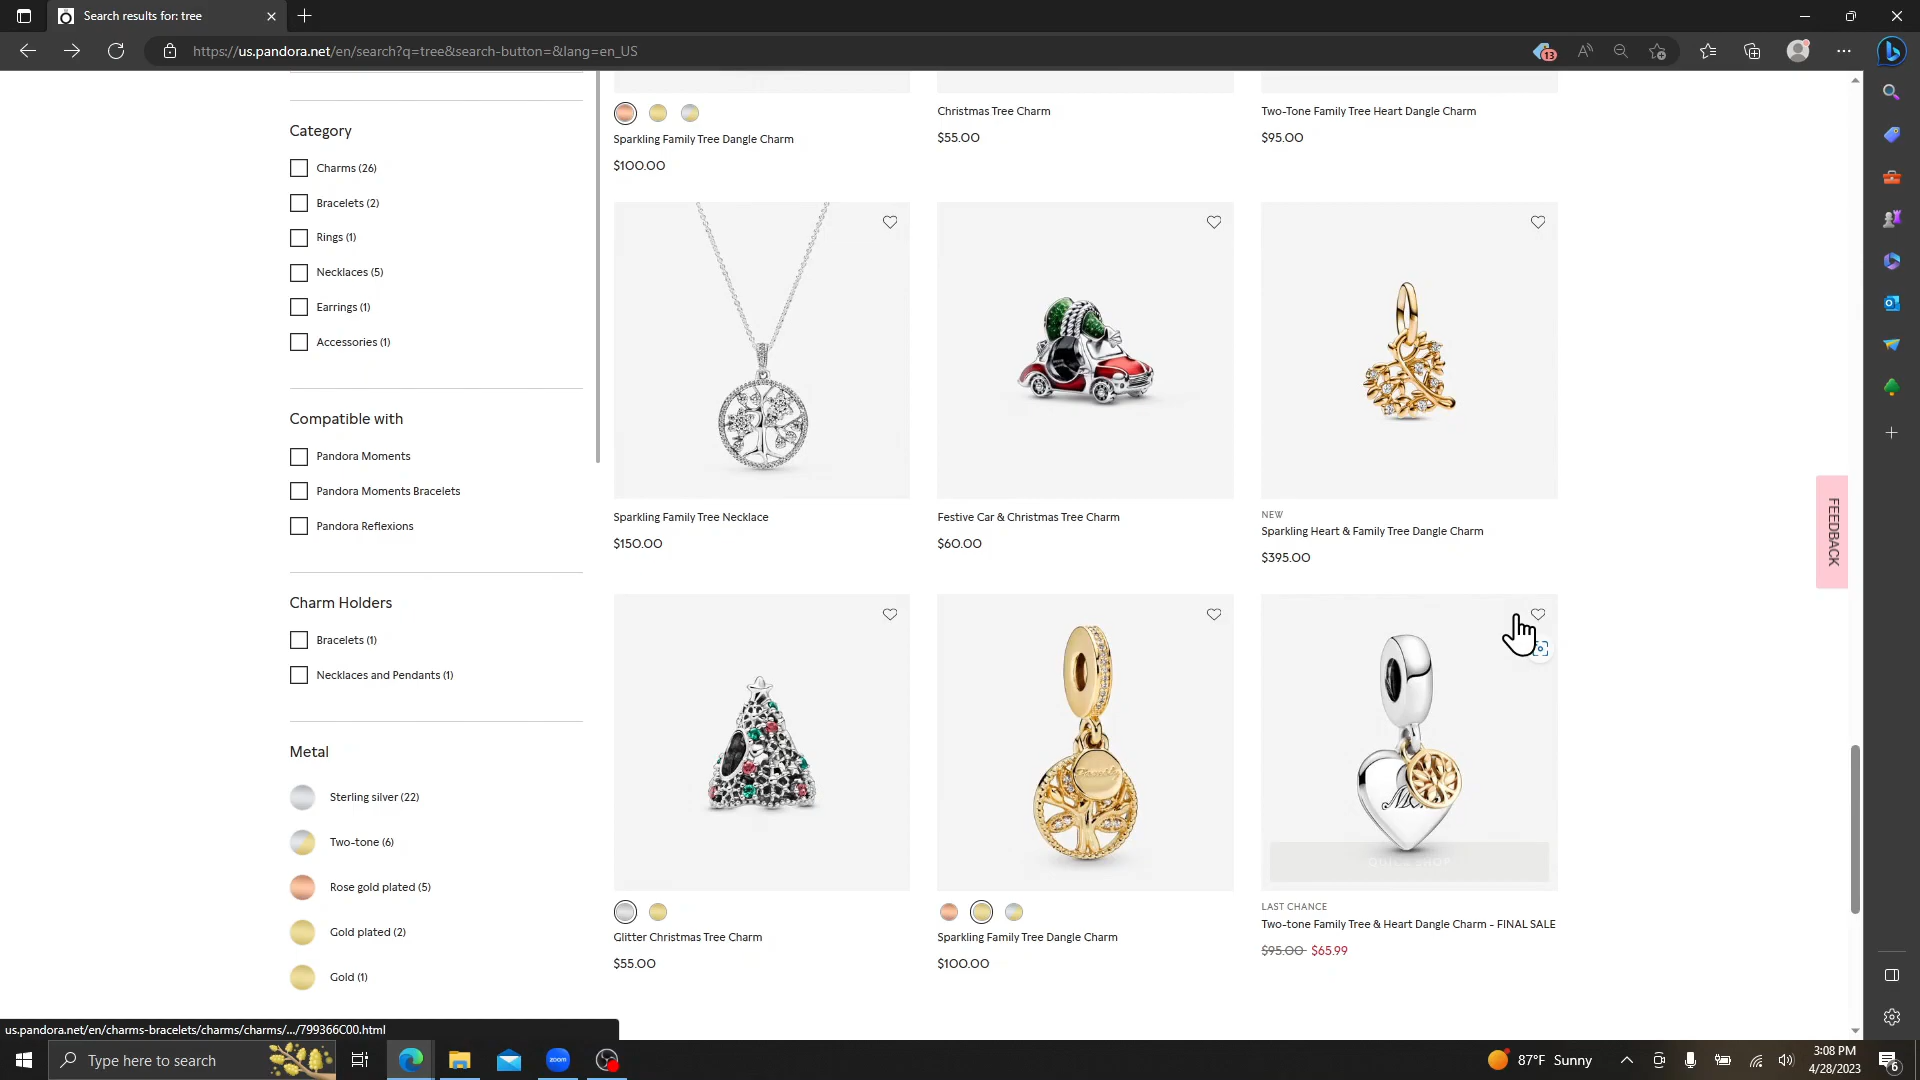 Search results for: tree
https://us.pandora.net/en/search?q=tree&search-button=&lang=en_US
13
Category
Charms (26)
Bracelets (2)
Rings (1)
Necklaces (5)
Earrings (1)
Accessories (1)
Compatible with
Pandora Moments
Pandora Moments Bracelets
Pandora Reflexions
Charm Holders
Bracelets (1)
Necklaces and Pendants (1)
Metal
Sterling silver (22)
Two-tone (6)
Rose gold plated (5)
Gold plated (2)
Gold (1)
Sparkling Family Tree Dangle Charm
$100.00
Christmas Tree Charm
$55.00
Two-Tone Family Tree Heart Dangle Charm
$95.00
Sparkling Family Tree Necklace
$150.00
Festive Car & Christmas Tree Charm
$60.00
NEW
Sparkling Heart & Family Tree Dangle Charm
$395.00
Glitter Christmas Tree Charm
$55.00
Sparkling Family Tree Dangle Charm
$100.00
QUICK SHOP
LAST CHANCE
Two-tone Family Tree & Heart Dangle Charm - FINAL SALE
$95.00 $65.99
FEEDBACK
us.pandora.net/en/charms-bracelets/charms/charms/.../799366C00.html
Type here to search
zoom
87°F Sunny
3:08 PM
4/28/2023
6